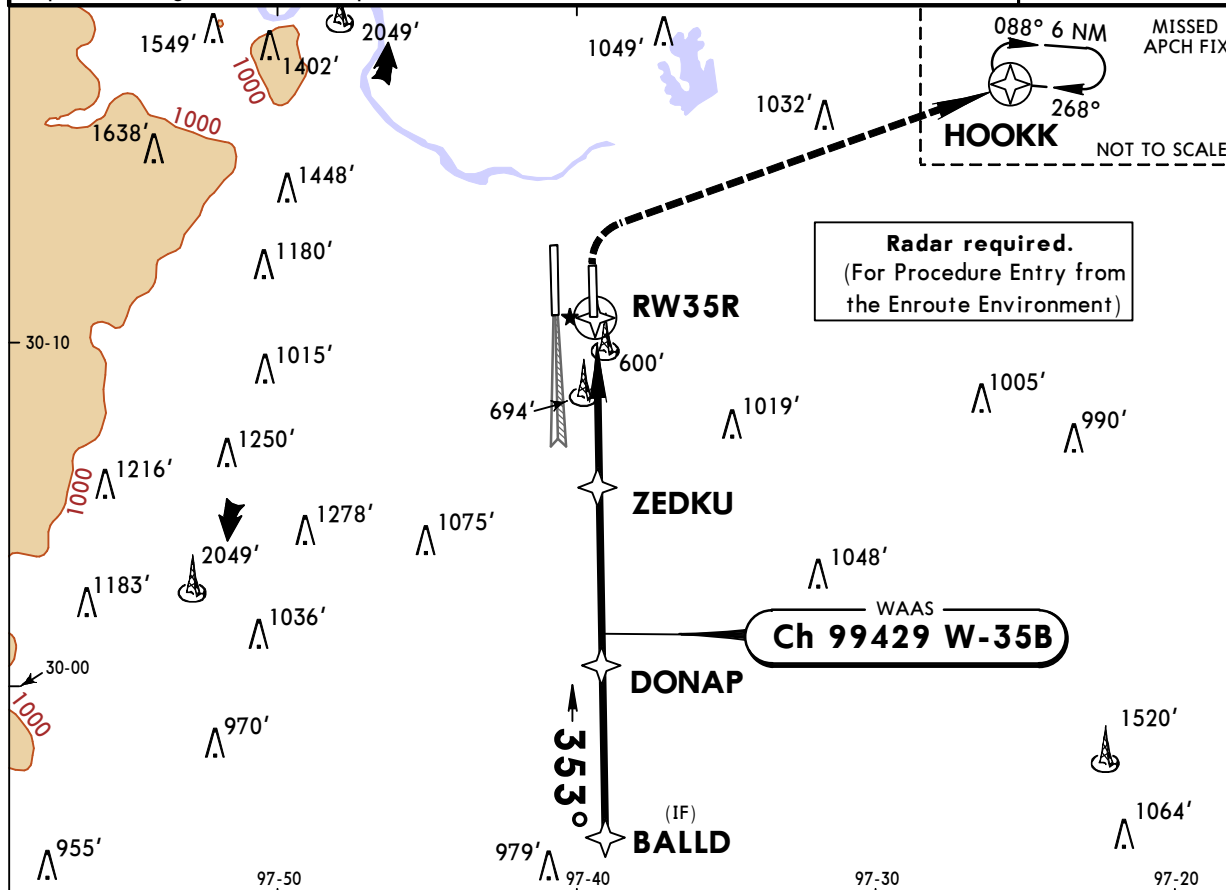 1549'
2049'
1402'
1000
1049'
088° 6 NM
MISSED
APCH FIX
1638'
1000
1032'
268°
HOOKK
NOT TO SCALE
1448'
1180'
Radar required.
(For Procedure Entry from
the Enroute Environment)
RW35R
30-10
1015'
600'
694'
1019'
1005'
990'
1250'
1216'
1000
ZEDKU
1278'
1075'
2049'
1048'
1183'
1036'
WAAS
Ch 99429 W-35B
30-00
DONAP
1000
970'
353°
1520'
(IF)
BALLD
1064'
955'
979'
97-50
97-40
97-30
97-20